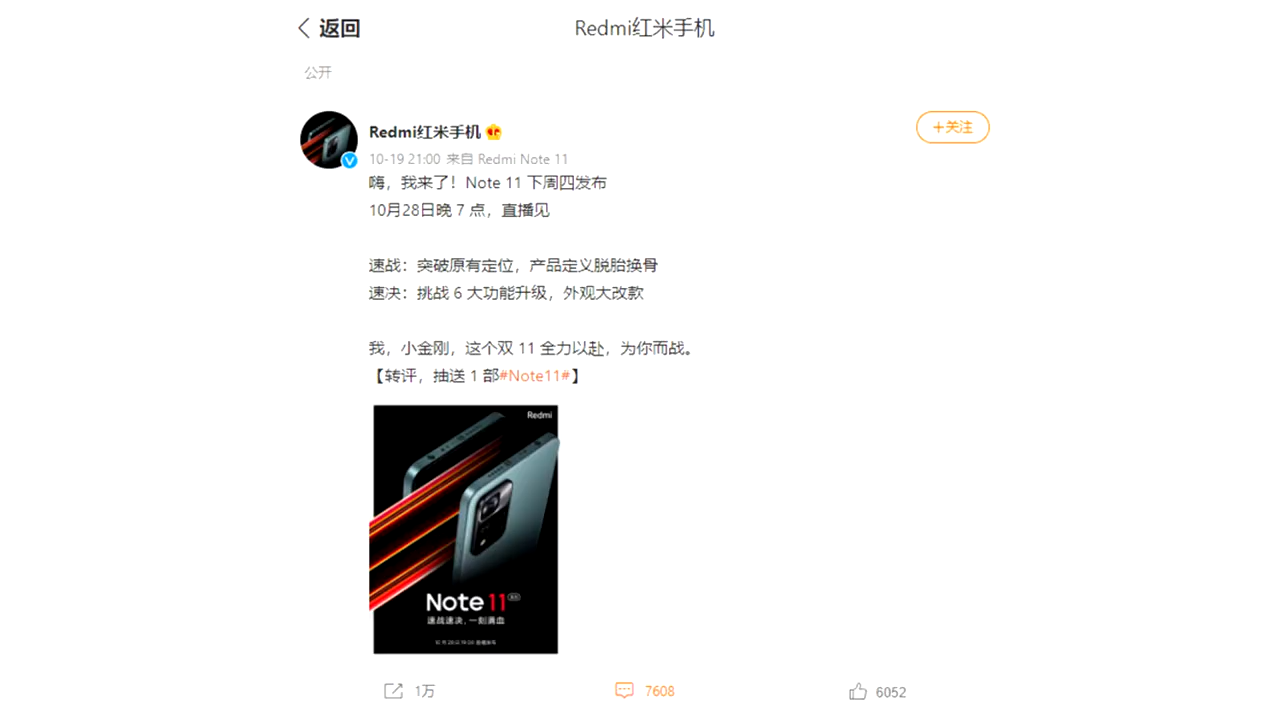 返回
Redmi红米手机
公开
Redmi红米手机
+关注
10-19 21:00 来自 Redmi Note 11
嗨，我来了！Note 11 下周四发布
10月28日晚 7 点，直播见
速战：突破原有定位，产品定义脱胎换骨
速决：挑战 6 大功能升级，外观大改款
我，小金刚，这个双 11 全力以赴，为你而战。
【转评，抽送 1 部#Note11#】
Redmi
Note 11
速战速决，一刻满血
1万
7608
6052